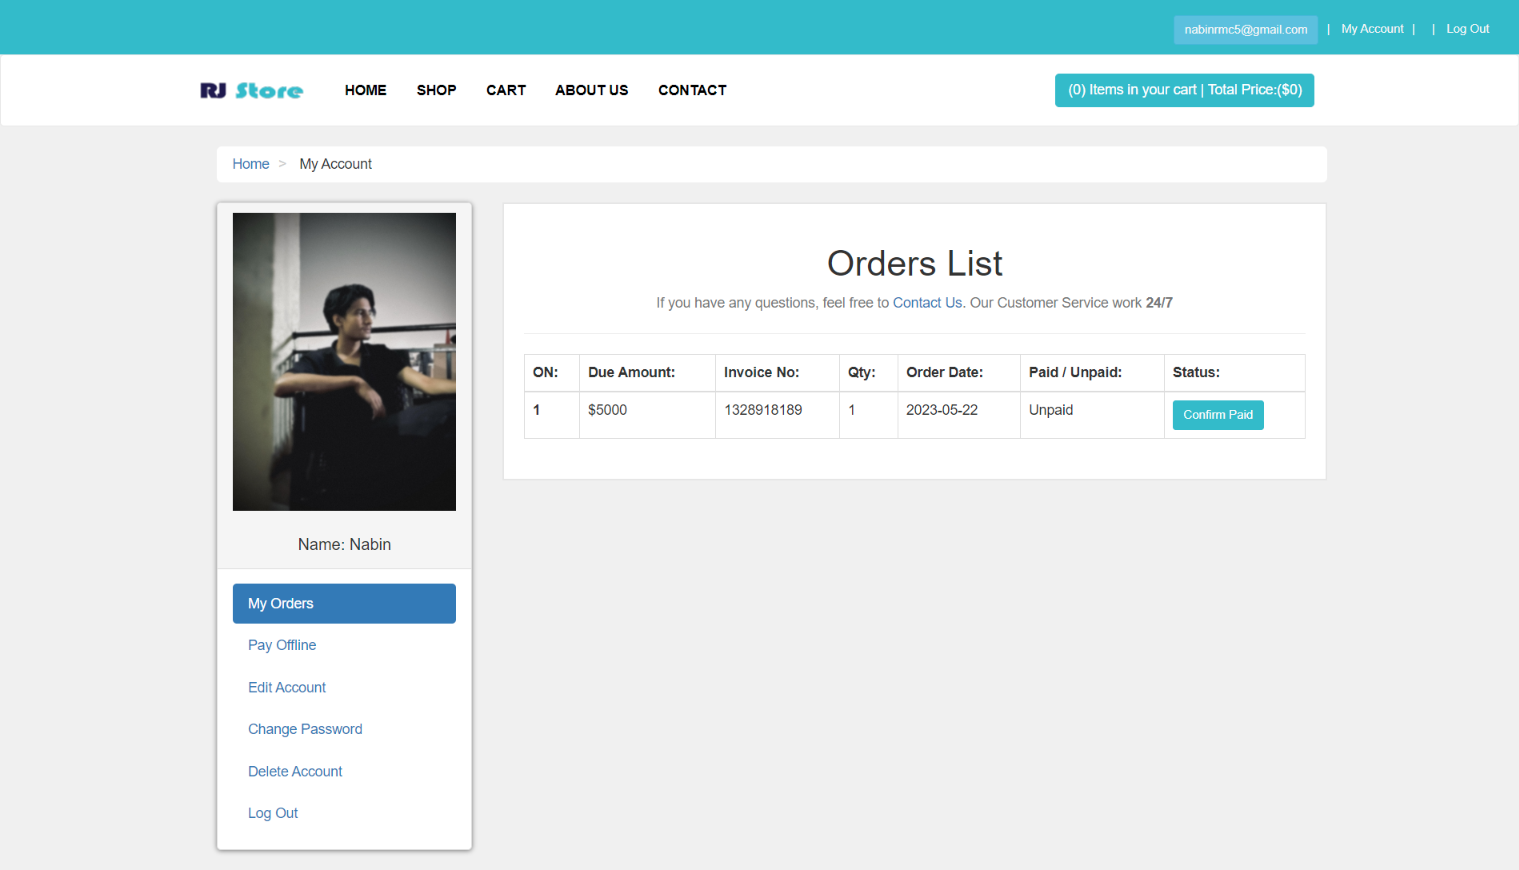 nabinrmc5@gmail.com | My Account | | Log Out
RJ Store HOME SHOP CART ABOUT US CONTACT (0) Items in your cart | Total Price:($0)
Home > My Account
Orders List
If you have any questions, feel free to Contact Us. Our Customer Service work 24/7
ON: Due Amount: Invoice No: Qty: Order Date: Paid / Unpaid: Status:
1 $5000 1328918189 1 2023-05-22 Unpaid Confirm Paid
Name: Nabin
My Orders
Pay Offline
Edit Account
Change Password
Delete Account
Log Out